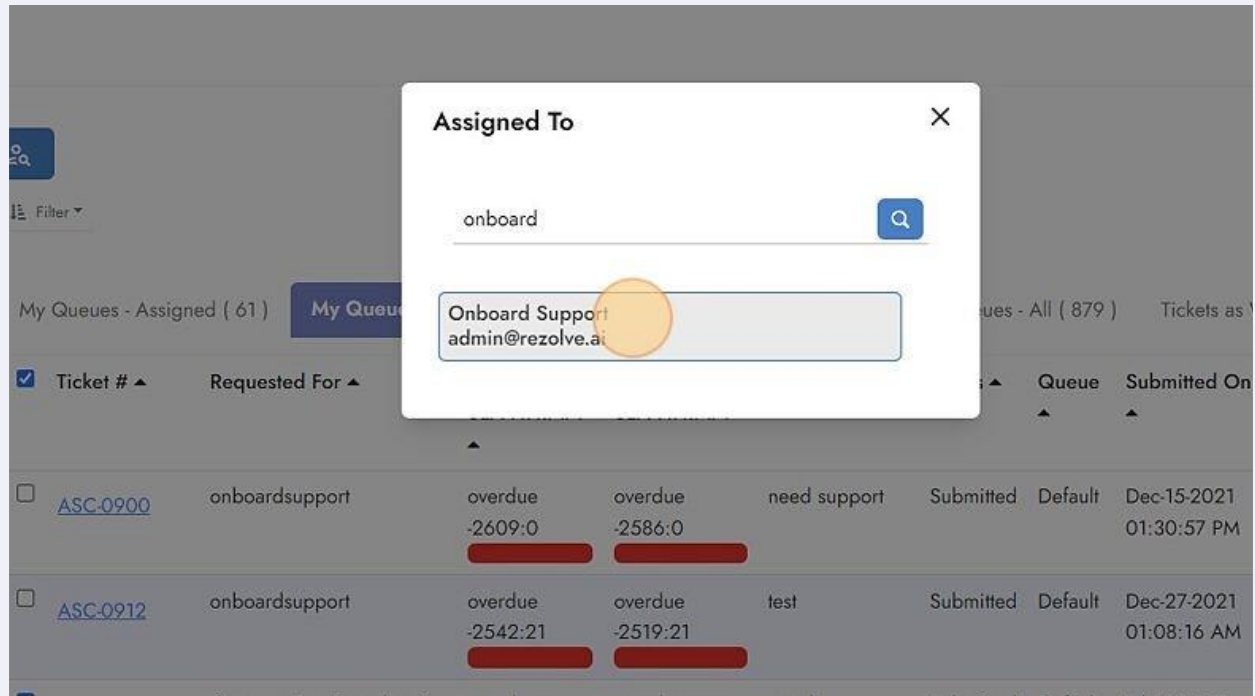 Assigned To
onboard
Filter
My Queues - Assigned ( 61 )
My Queue
Onboard Support
admin@rezolve.ai
ues - All ( 879 )
Tickets as
Ticket #
Requested For
Queue
Submitted On
ASC-0900
onboardsupport
overdue
-2609:0
overdue
-2586:0
need support
Submitted
Default
Dec-15-2021
01:30:57 PM
ASC-0912
onboardsupport
overdue
-2542:21
overdue
-2519:21
test
Submitted
Default
Dec-27-2021
01:08:16 AM